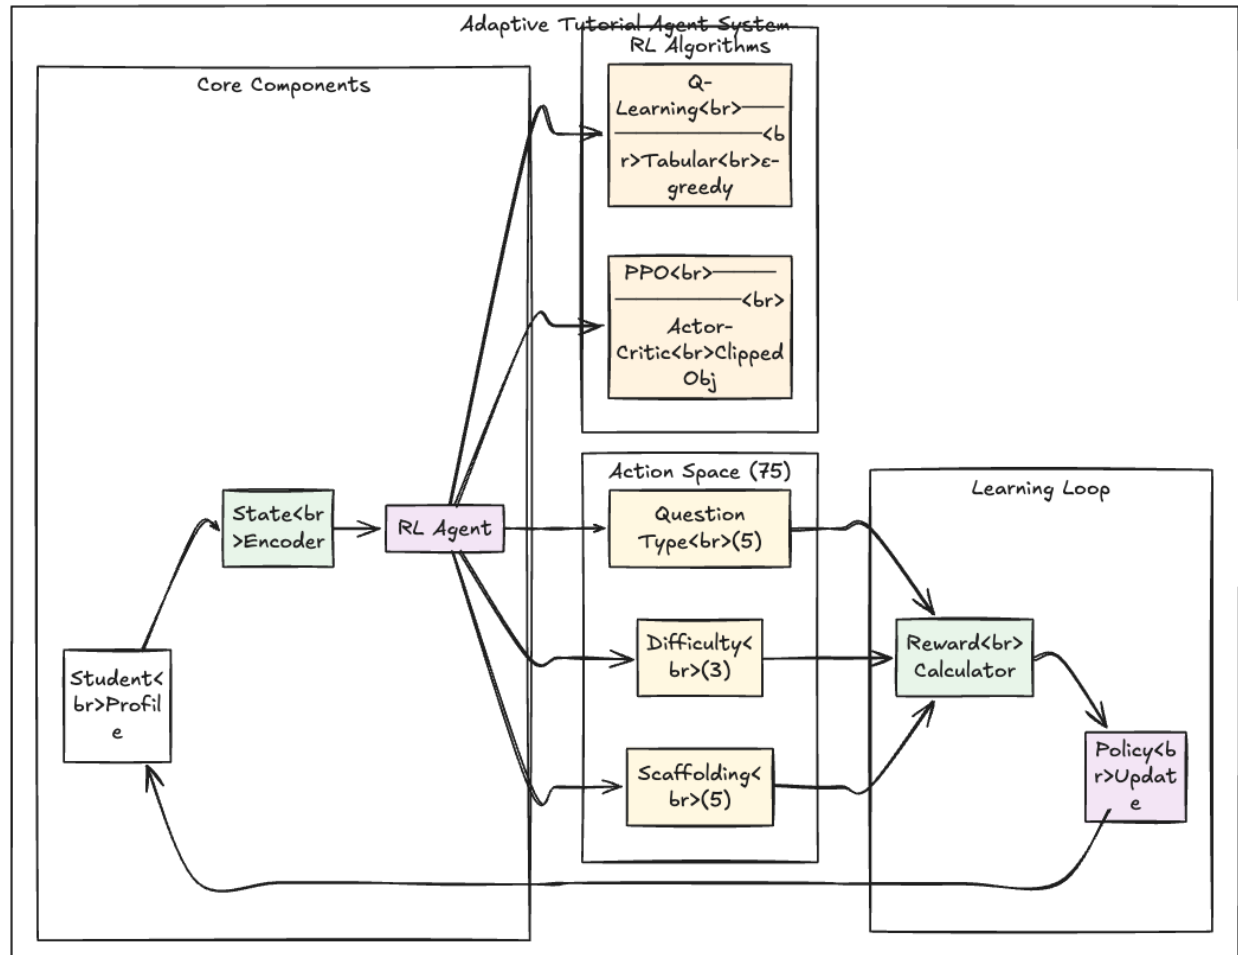 Adaptive Tutorial Agent System
Core Components
RL Algorithms
Q-
Learning<br>──
───────<b
r>Tabular<br>ε-
greedy
PPO<br>───
──────<br>
Actor-
Critic<br>Clipped
Obj
Action Space (75)
Question
Type<br>(5)
Difficulty<
br>(3)
Scaffolding<
br>(5)
State<br
>Encoder
RL Agent
Student<
br>Profil
e
Learning Loop
Reward<br>
Calculator
Policy<b
r>Updat
e